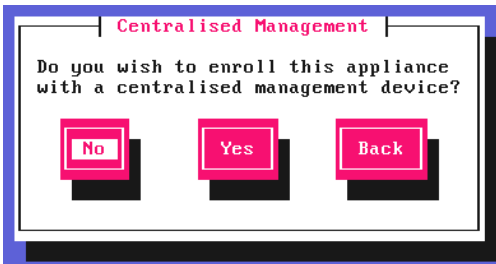 Centralised Management
Do you wish to enroll this appliance
with a centralised management device?
No Yes Back